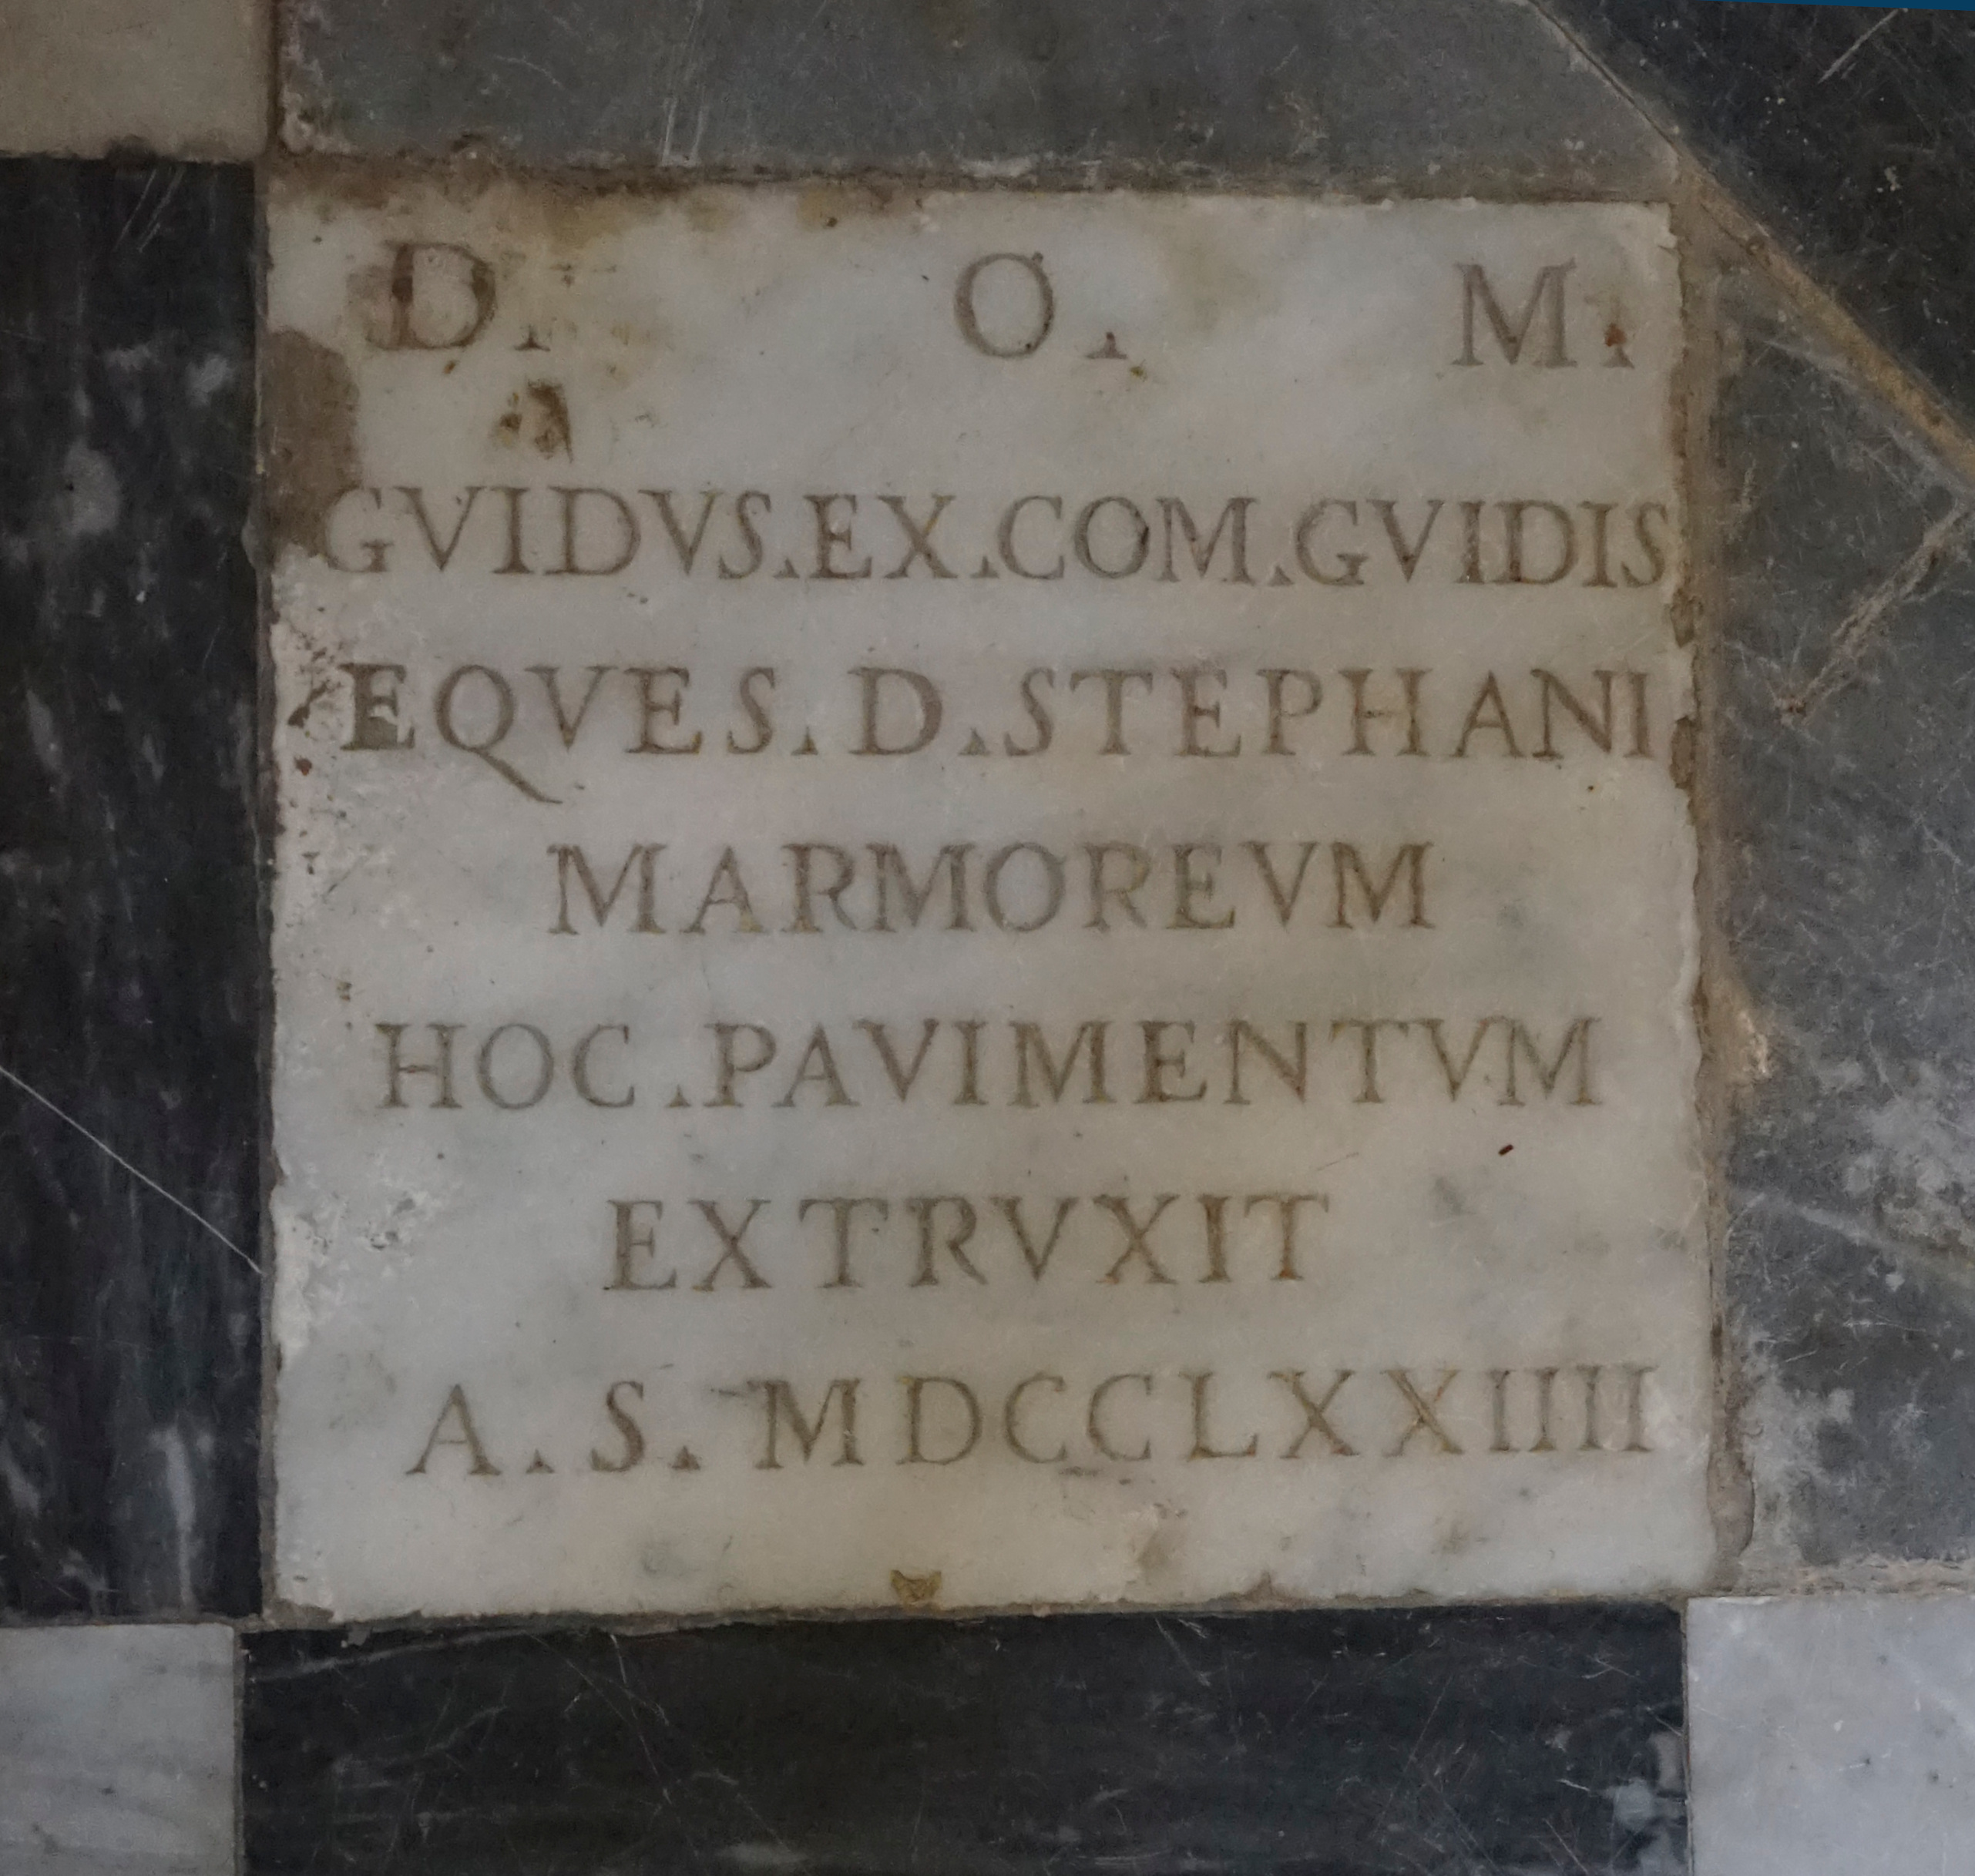 D. O. M.
GVIDVS.EX.COM.GVIDIS
EQVES.D.STEPHANI
MARMOREVM
HOC.PAVIMENTVM
EXTRVXIT
A.S.MDCCLXXIIII